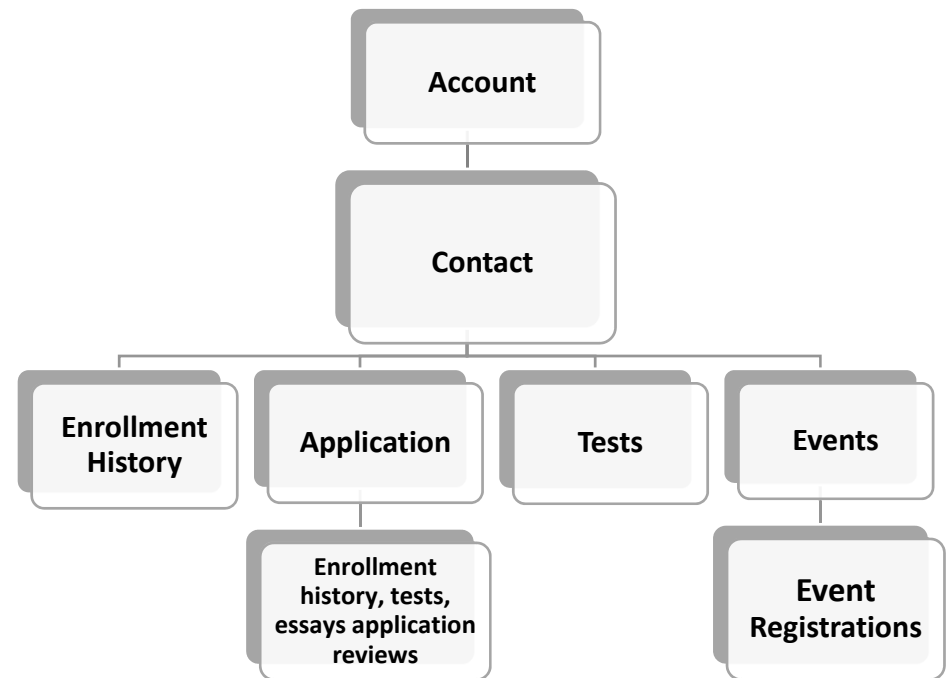 Account
Contact
Enrollment
History
Application
Tests
Events
Enrollment
history, tests,
essays application
reviews
Event
Registrations